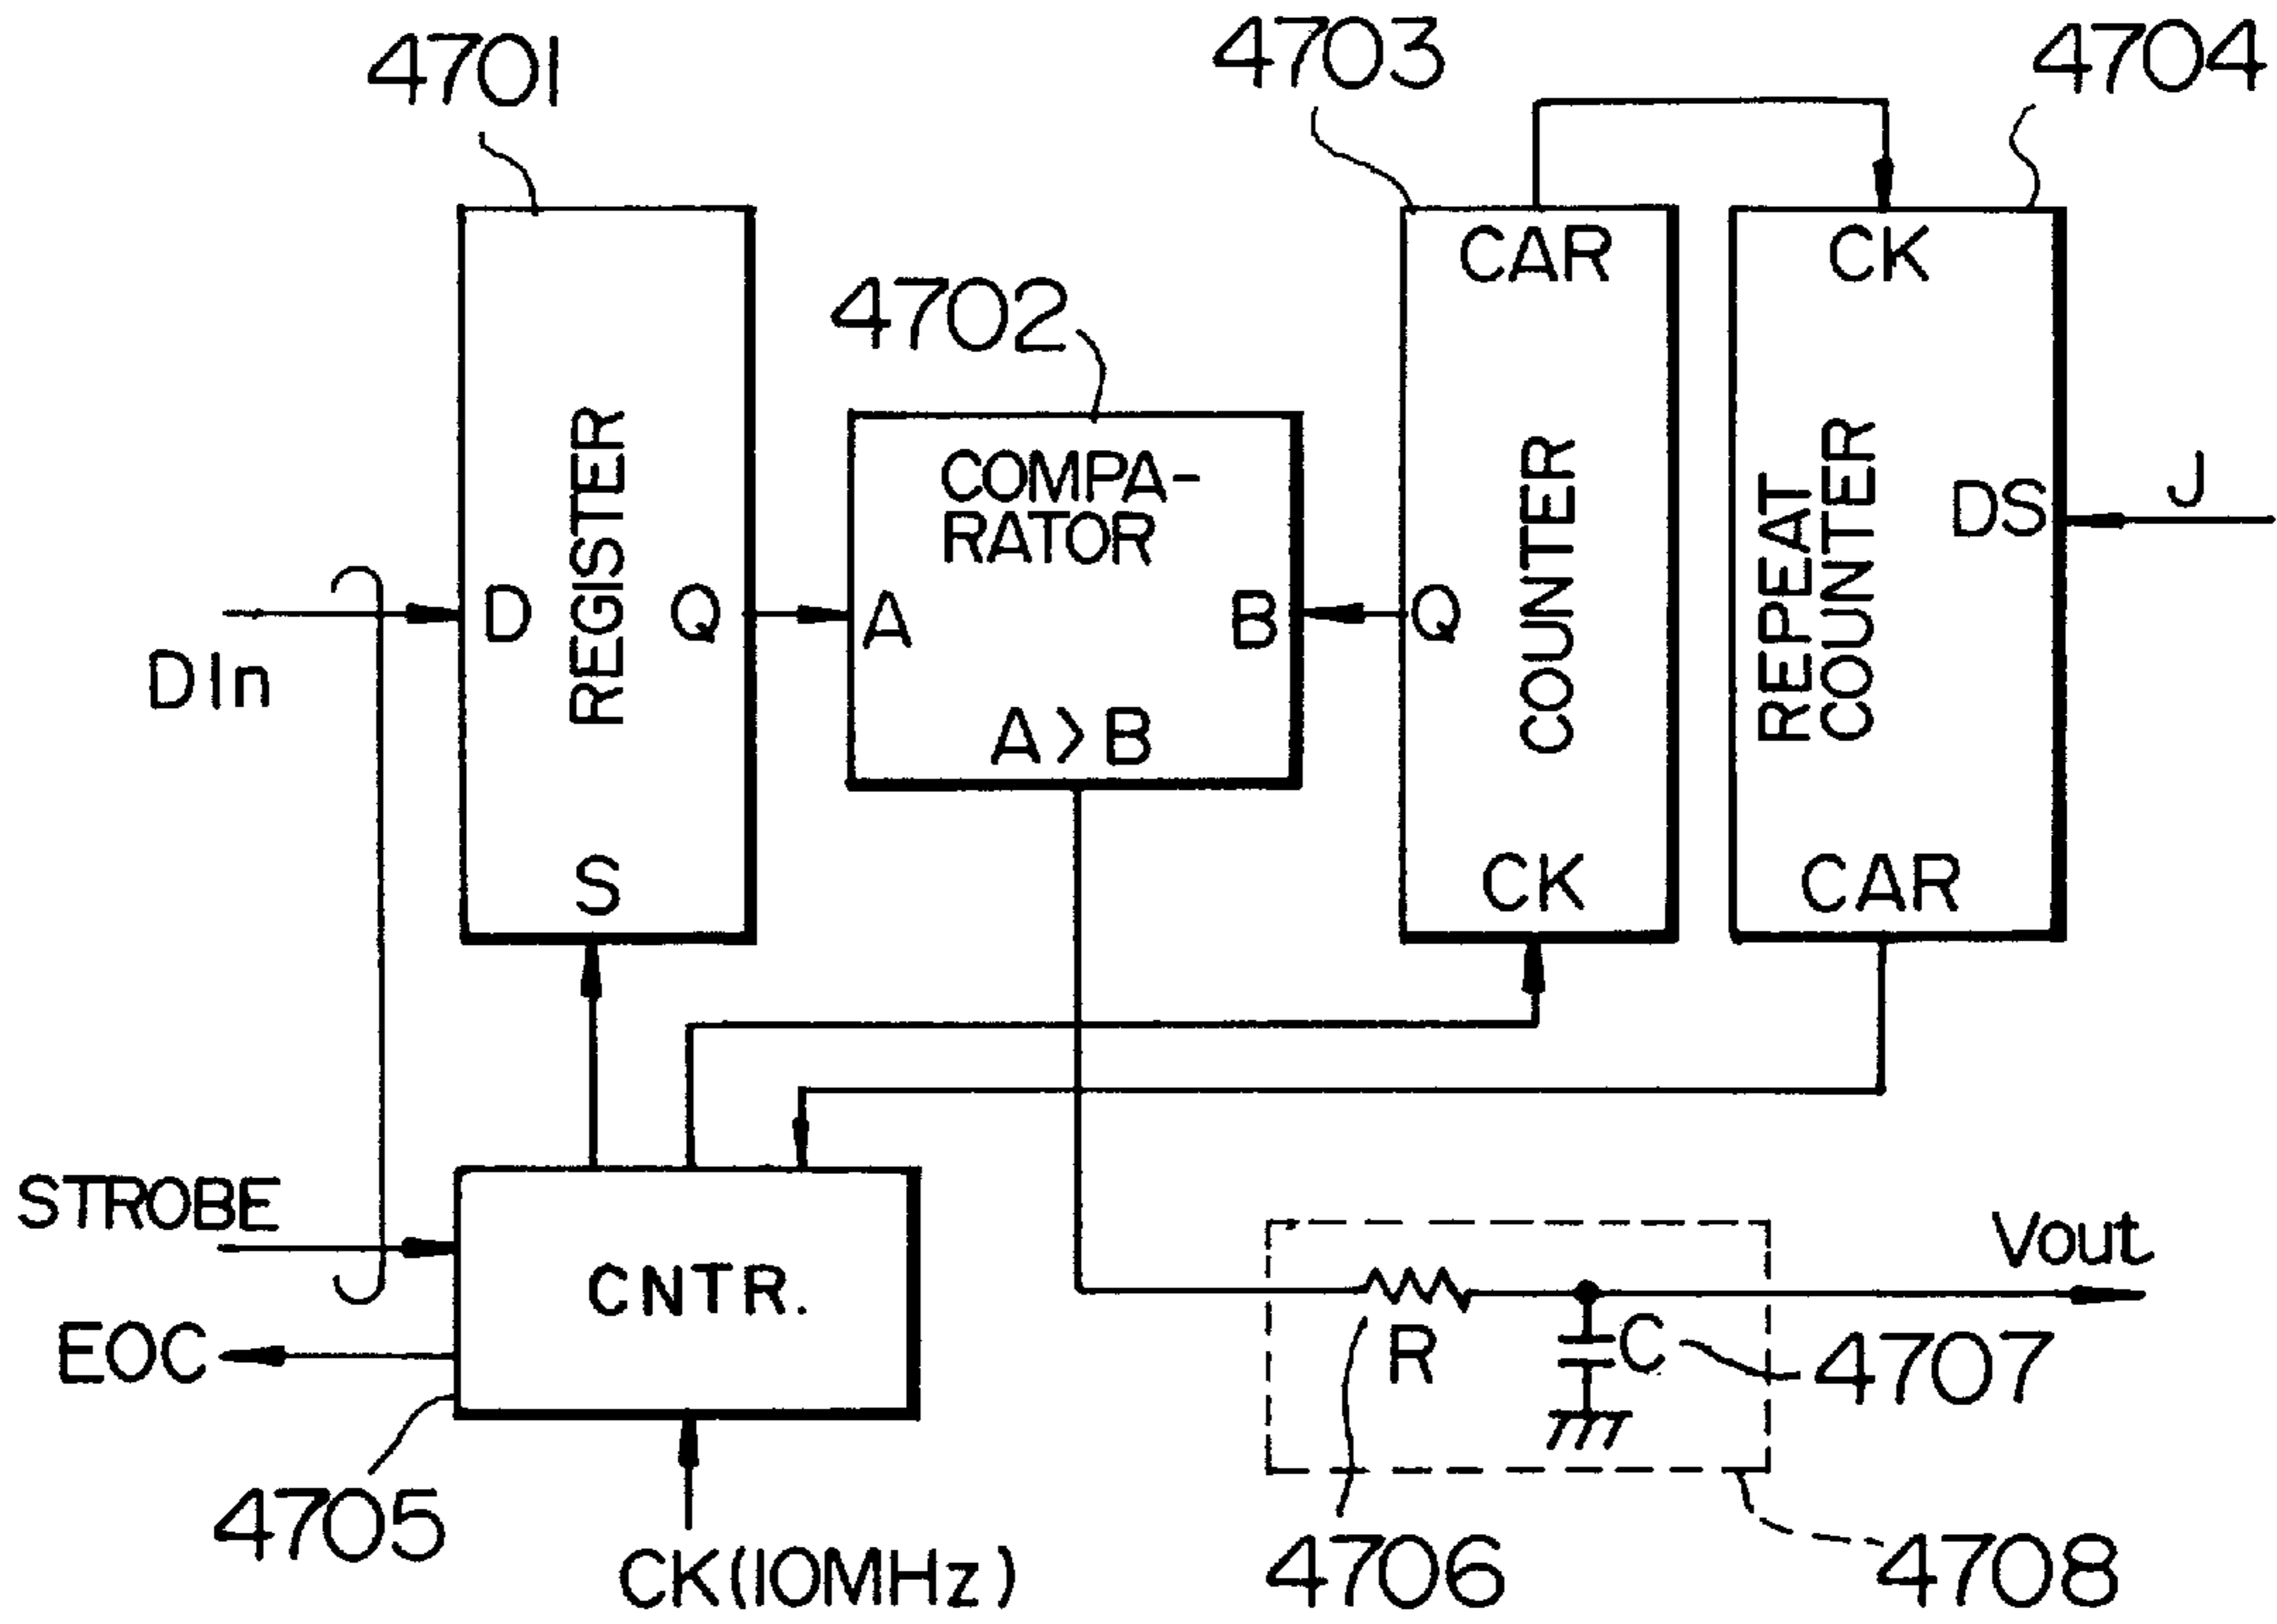 4701
4703
4704
4702
CAR
CK
COMPA-
RATOR
REGISTER
COUNTER
REPEAT
COUNTER
DS
J
D
Q
A
B
Q
DIn
A>B
S
CK
CAR
STROBE
CNTR.
EOC
Vout
R
C
4707
4705
CK(10MHz)
4706
4708